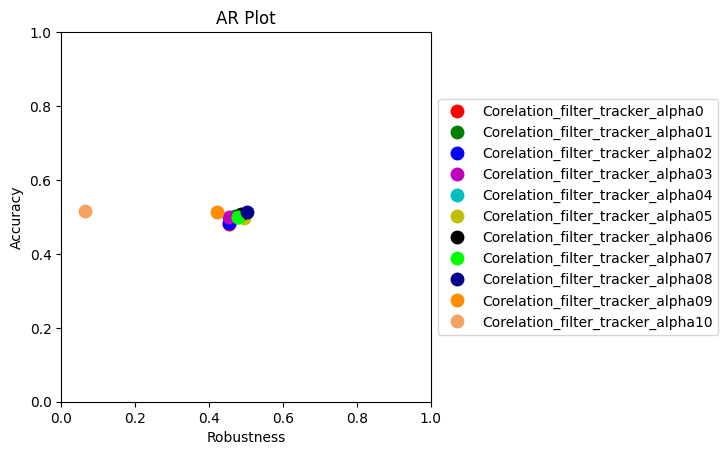 AR Plot
1.0
0.8
0.6
0.4
0.2
0.0
Accuracy
0.0 0.2 0.4 0.6 0.8 1.0
Robustness
Corelation_filter_tracker_alpha0
Corelation_filter_tracker_alpha01
Corelation_filter_tracker_alpha02
Corelation_filter_tracker_alpha03
Corelation_filter_tracker_alpha04
Corelation_filter_tracker_alpha05
Corelation_filter_tracker_alpha06
Corelation_filter_tracker_alpha07
Corelation_filter_tracker_alpha08
Corelation_filter_tracker_alpha09
Corelation_filter_tracker_alpha10